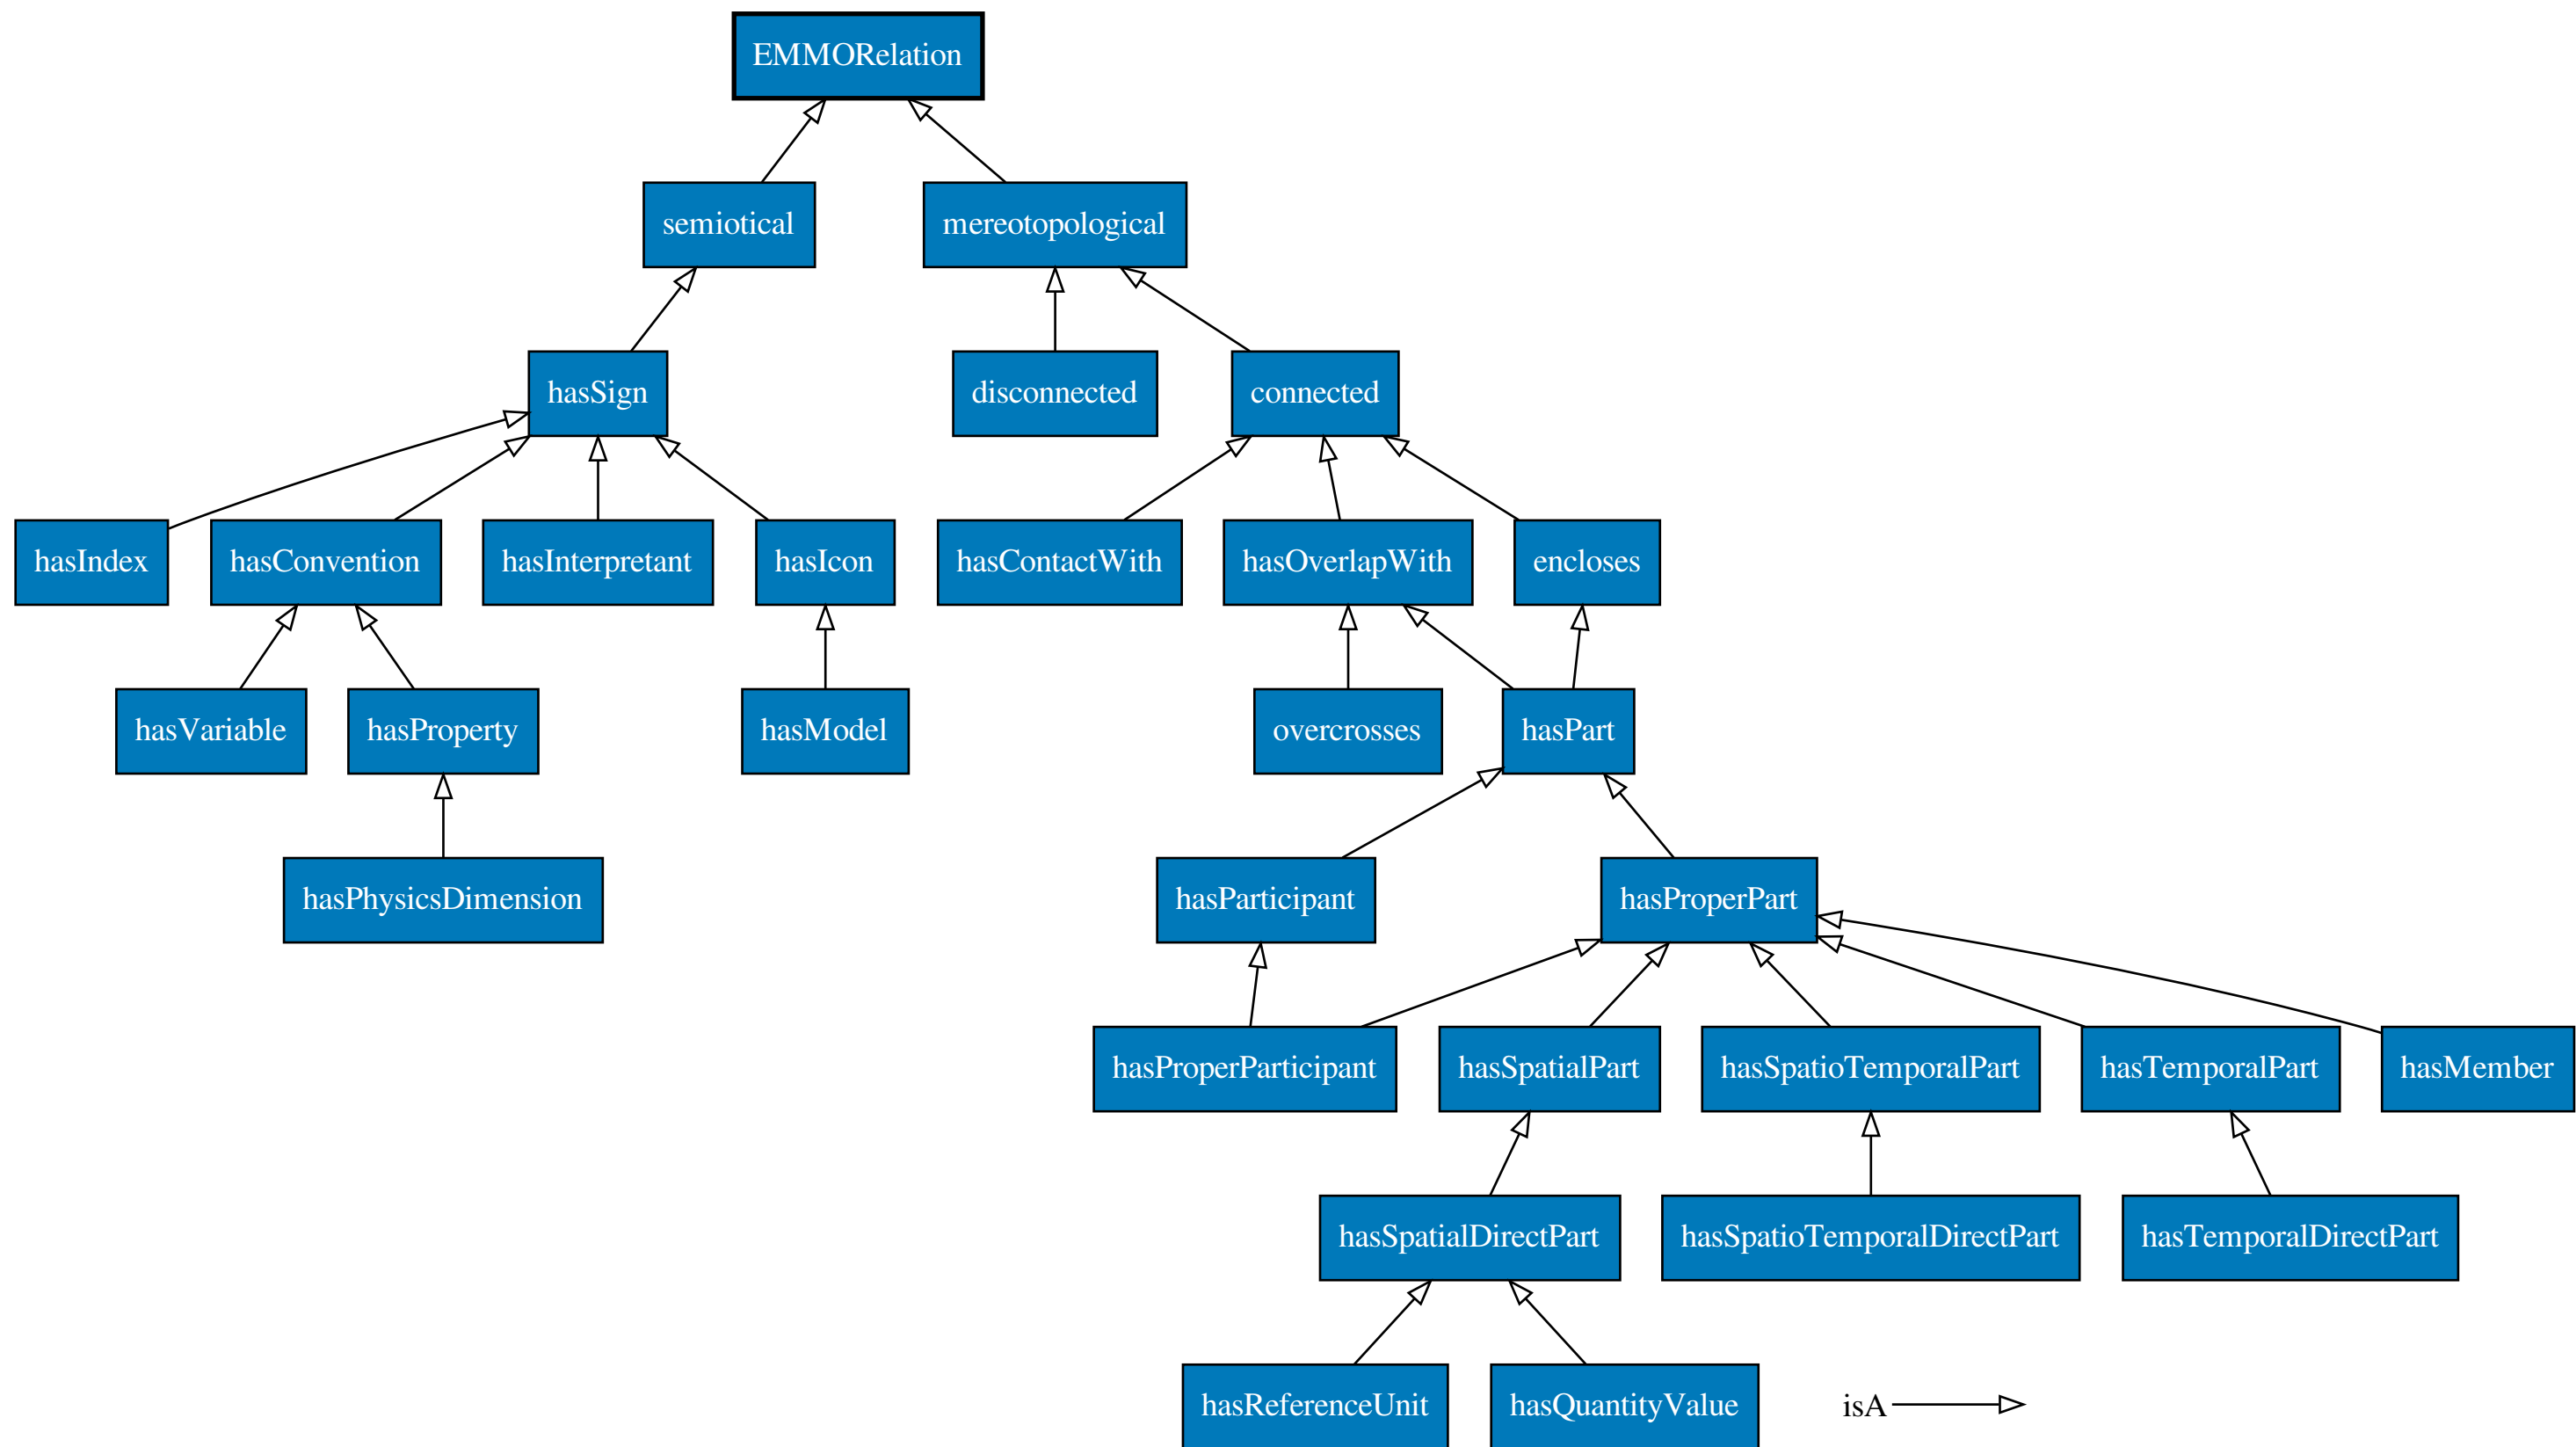 EMMORelation
semiotical
mereotopological
hasSign
disconnected
connected
hasIndex
hasConvention
hasInterpretant
hasIcon
hasContactWith
hasOverlapWith
encloses
hasVariable
hasProperty
hasModel
overcrosses
hasPart
hasPhysicsDimension
hasParticipant
hasProperPart
hasProperParticipant
hasSpatialPart
hasSpatioTemporalPart
hasTemporalPart
hasMember
hasSpatialDirectPart
hasSpatioTemporalDirectPart
hasTemporalDirectPart
hasReferenceUnit
hasQuantityValue
isA